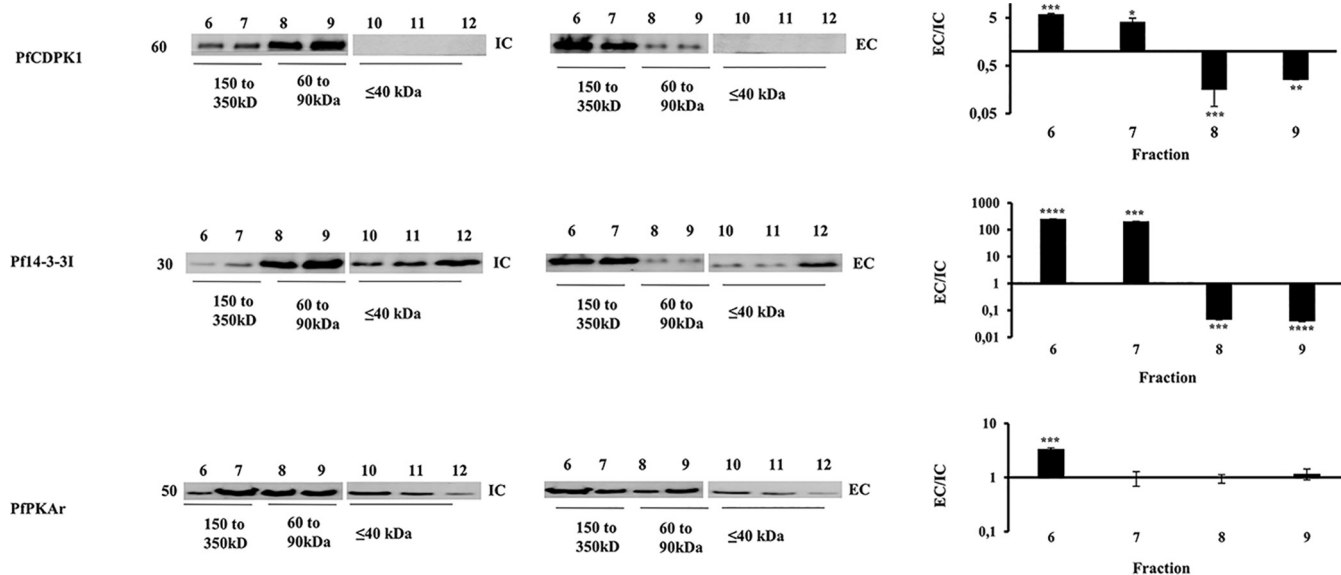 PfCDPK1
6 7 8 9 10 11 12
60
IC
150 to
350kD
60 to
90kDa
≤40 kDa
6 7 8 9 10 11 12
EC
150 to
350kD
60 to
90kDa
≤40 kDa
EC/IC
5
0,5
0,05
***
*
***
**
6 7 8 9
Fraction
Pf14-3-3I
6 7 8 9 10 11 12
30
IC
150 to
350kD
60 to
90kDa
≤40 kDa
6 7 8 9 10 11 12
EC
150 to
350kD
60 to
90kDa
≤40 kDa
EC/IC
1000
100
10
1
0,1
0,01
****
***
***
****
6 7 8 9
Fraction
PfPKAr
6 7 8 9 10 11 12
50
IC
150 to
350kD
60 to
90kDa
≤40 kDa
6 7 8 9 10 11 12
EC
150 to
350kD
60 to
90kDa
≤40 kDa
EC/IC
10
1
0,1
***
6 7 8 9
Fraction